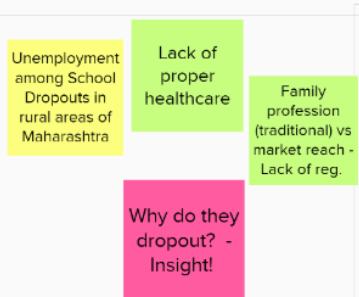 Unemployment
among School
Dropouts in
rural areas of
Maharashtra
Lack of
proper
healthcare
Family
profession
(traditional) vs
market reach -
Lack of reg.
Why do they
dropout?  -
Insight!